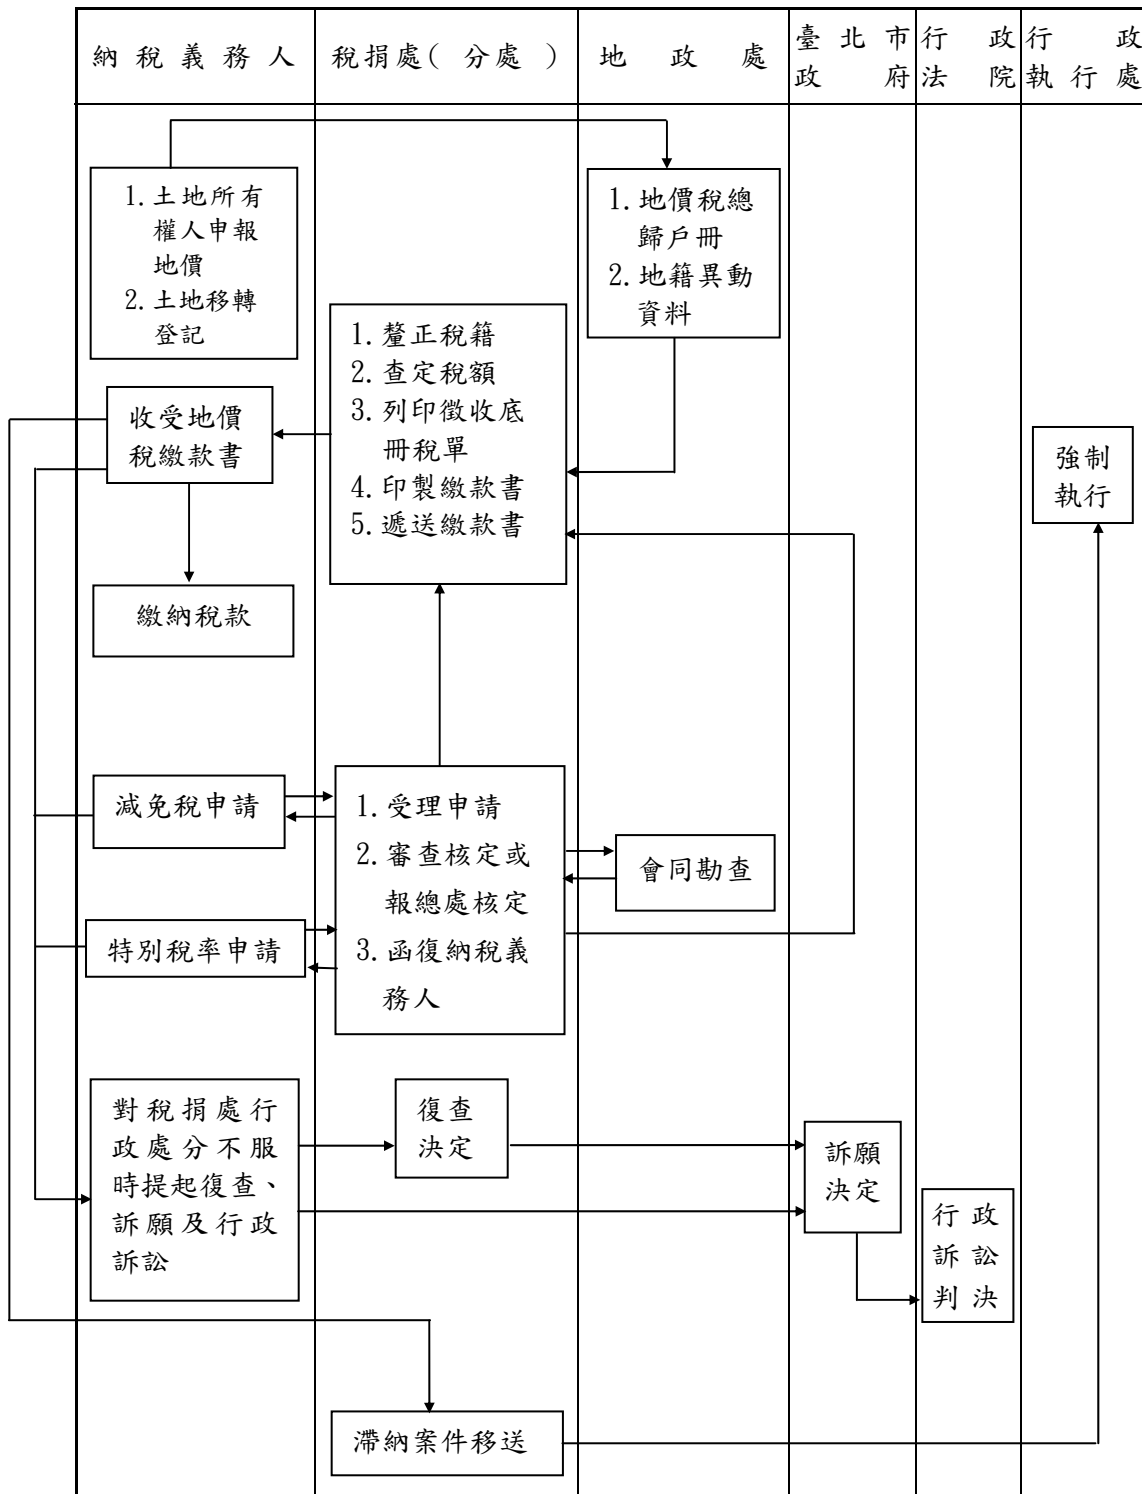 納稅義務人
稅捐處( 分處 )
地政處
臺北市
政府
行政
法院
行政
執行處
1. 土地所有
權人申報
地價
2. 土地移轉
登記
1. 地價稅總
歸戶冊
2. 地籍異動
資料
1. 釐正稅籍
2. 查定稅額
3. 列印徵收底
冊稅單
4. 印製繳款書
5. 遞送繳款書
收受地價
稅繳款書
強制
執行
繳納稅款
減免稅申請
1. 受理申請
2. 審查核定或
報總處核定
3. 函復納稅義
務人
會同勘查
特別稅率申請
對稅捐處行
政處分不服
時提起復查、
訴願及行政
訴訟
復查
決定
訴願
決定
行政
訴訟
判決
滯納案件移送